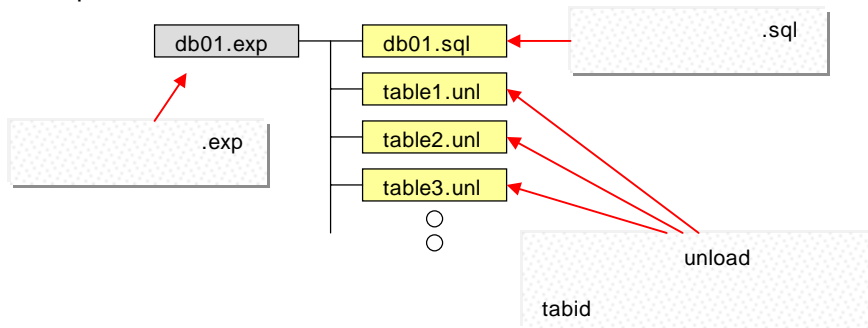 db01.exp
db01.sql
.sql
table1.unl
.exp
table2.unl
table3.unl
unload
tabid